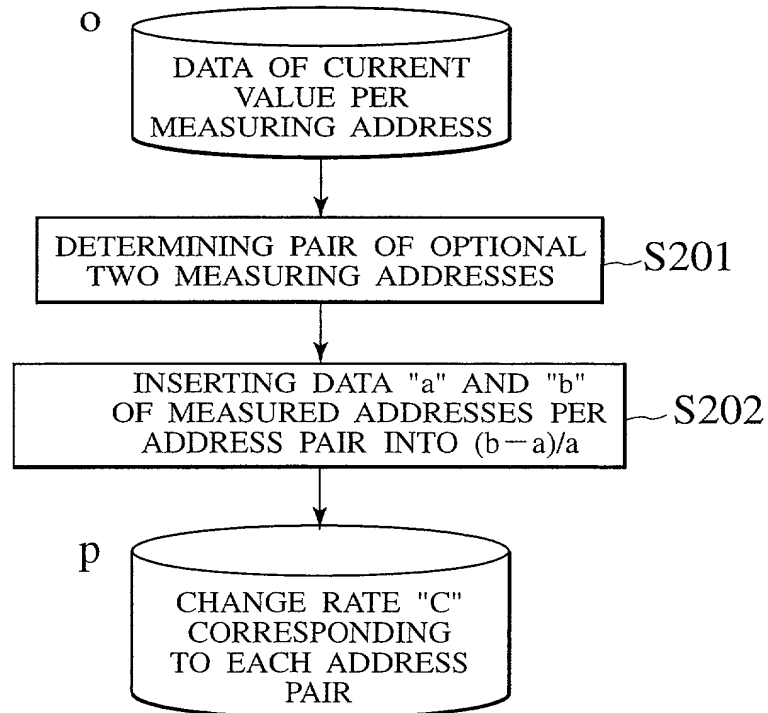 o
DATA OF CURRENT
VALUE PER
MEASURING ADDRESS
DETERMINING PAIR OF OPTIONAL
TWO MEASURING ADDRESSES
S201
INSERTING DATA "a" AND "b"
OF MEASURED ADDRESSES PER
ADDRESS PAIR INTO (b－a)/a
S202
p
CHANGE RATE "C"
CORRESPONDING
TO EACH ADDRESS
PAIR